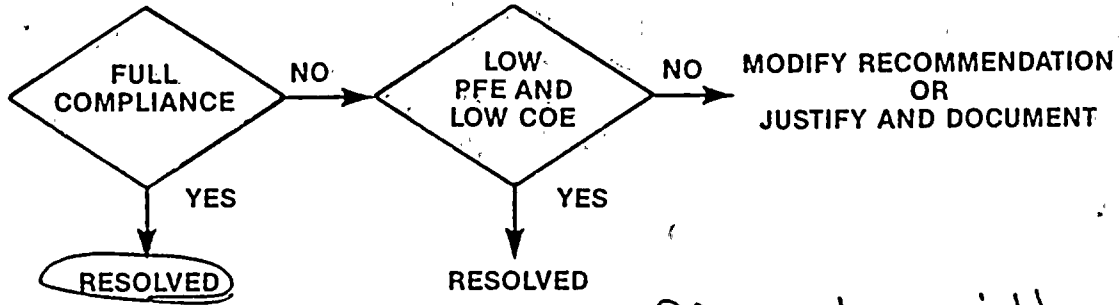 FULL
COMPLIANCE
NO
LOW
PFE AND
LOW COE
NO
MODIFY RECOMMENDATION
OR
JUSTIFY AND DOCUMENT
YES
YES
RESOLVED
RESOLVED